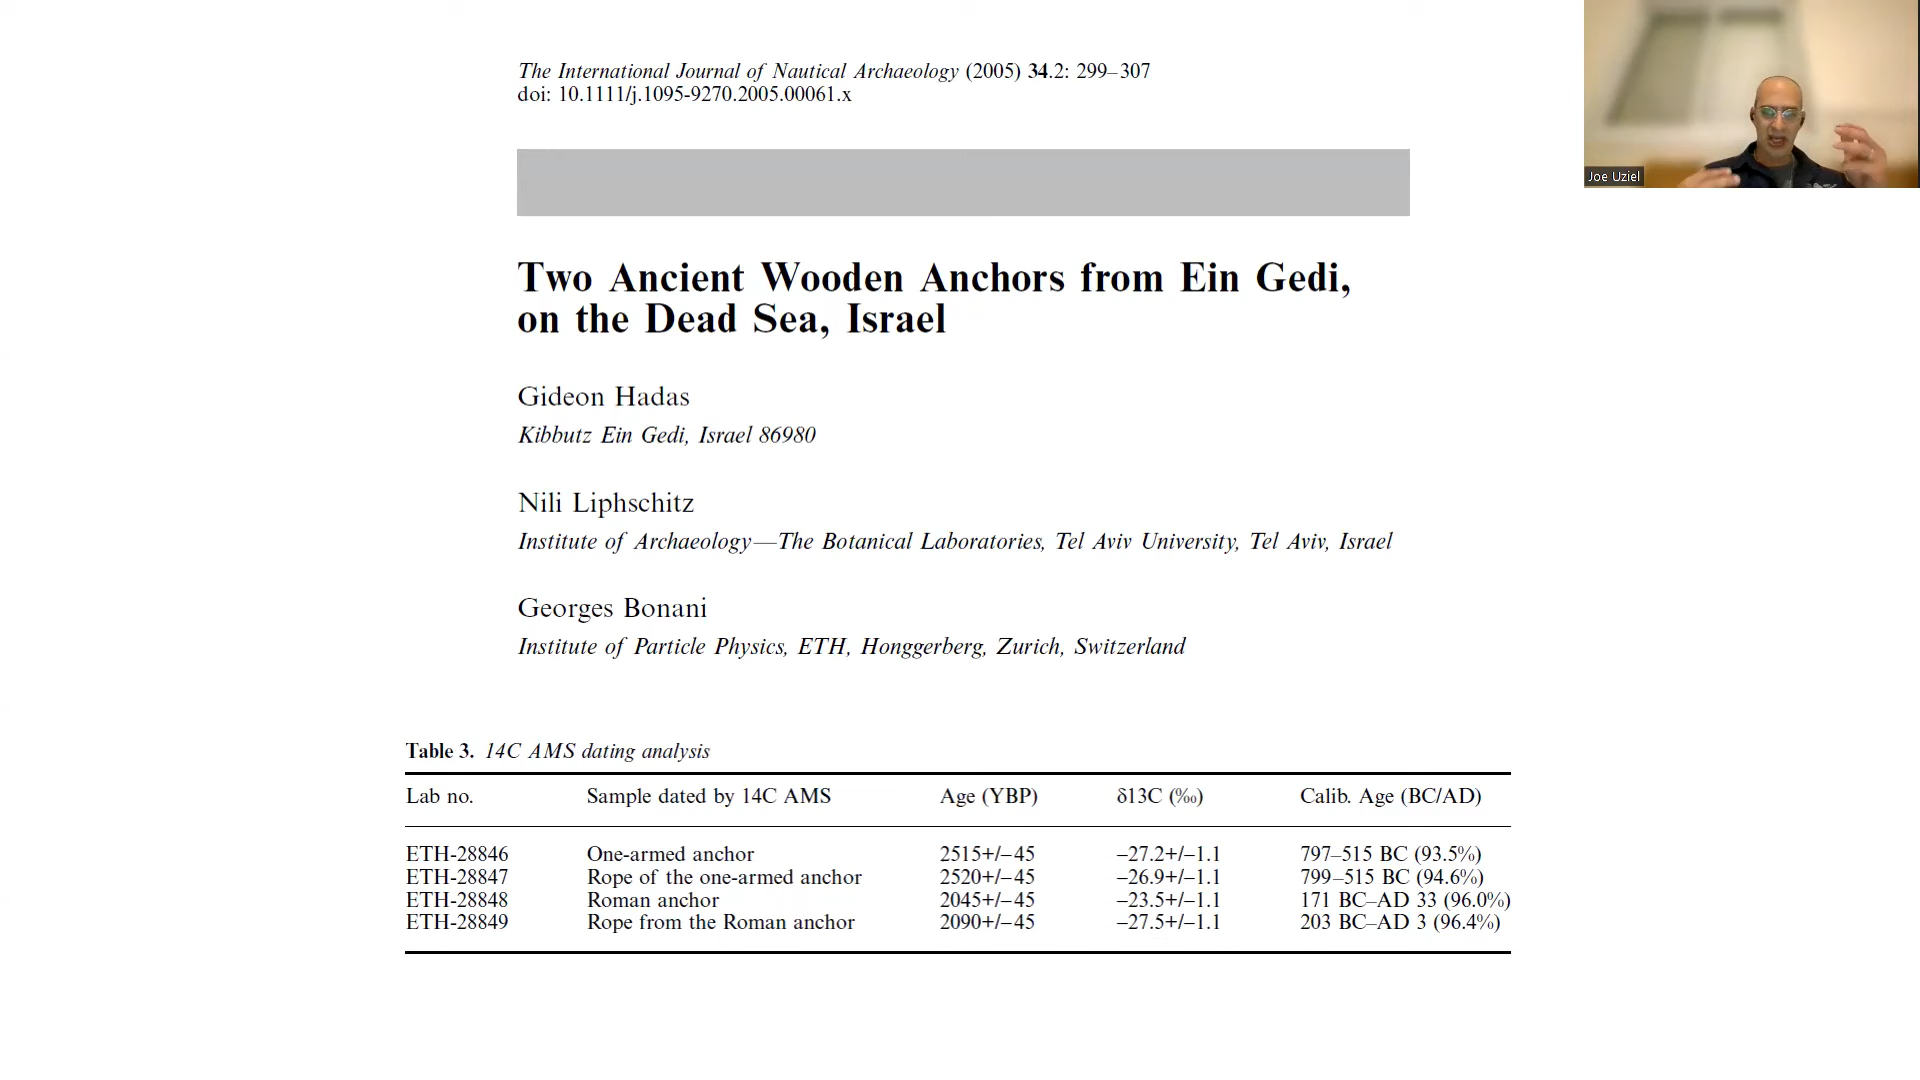 The International Journal of Nautical Archaeology (2005) 34.2: 299–307
doi: 10.1111/j.1095-9270.2005.00061.x
Joe Uziel
Two Ancient Wooden Anchors from Ein Gedi,
on the Dead Sea, Israel
Gideon Hadas
Kibbutz Ein Gedi, Israel 86980
Nili Liphschitz
Institute of Archaeology—The Botanical Laboratories, Tel Aviv University, Tel Aviv, Israel
Georges Bonani
Institute of Particle Physics, ETH, Honggerberg, Zurich, Switzerland
Table 3. 14C AMS dating analysis
Lab no. Sample dated by 14C AMS Age (YBP) δ13C (‰) Calib. Age (BC/AD)
ETH-28846 One-armed anchor 2515+/–45 –27.2+/–1.1 797–515 BC (93.5%)
ETH-28847 Rope of the one-armed anchor 2520+/–45 –26.9+/–1.1 799–515 BC (94.6%)
ETH-28848 Roman anchor 2045+/–45 –23.5+/–1.1 171 BC–AD 33 (96.0%)
ETH-28849 Rope from the Roman anchor 2090+/–45 –27.5+/–1.1 203 BC–AD 3 (96.4%)